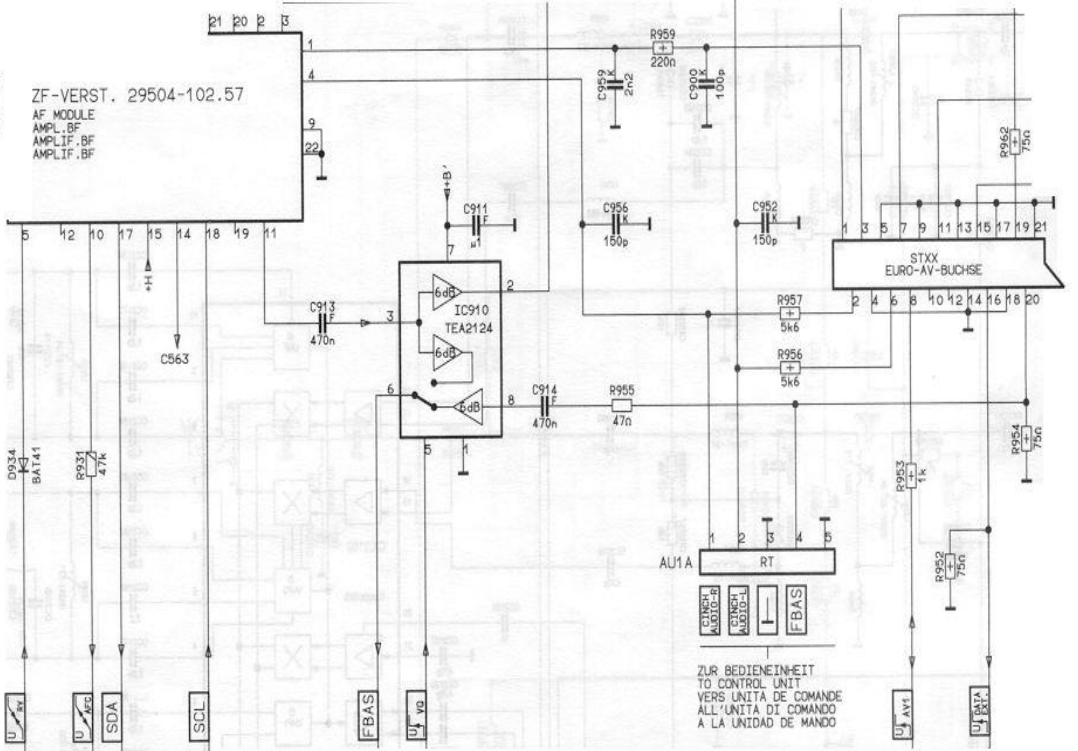 21 20 2 3
1
R959
220Ω
C959
K
2n2
C900
K
100p
4
ZF-VERST. 29504-102.57
AF MODULE
AMPL.BF
AMPLIF.BF
AMPLIF.BF
9
22
R962
75Ω
+B'
C911
F
µ1
C956
K
150p
C952
K
150p
5 12 10 17 15 14 18 19 11
7
1 3 5 7 9 11 13 15 17 19 21
STXX
EURO-AV-BUCHSE
2 4 6 8 10 12 14 16 18 20
+H
C563
C913
F
470n
3
6dB
2
IC910
TEA2124
6dB
R957
5k6
R956
5k6
6
6dB
8
C914
F
470n
R955
47Ω
5
1
R954
75Ω
D934
BAT41
R931
47k
R953
1k
R952
75Ω
1 2 3 4 5
AU1A
RT
CINCH
AUDIO-R
CINCH
AUDIO-L
FBAS
ZUR BEDIENEINHEIT
TO CONTROL UNIT
VERS UNITA DE COMANDE
ALL'UNITA DI COMANDO
A LA UNIDAD DE MANDO
U RV
U AFC
SDA
SCL
FBAS
U VQ
U AV1
U DATA
EXT.